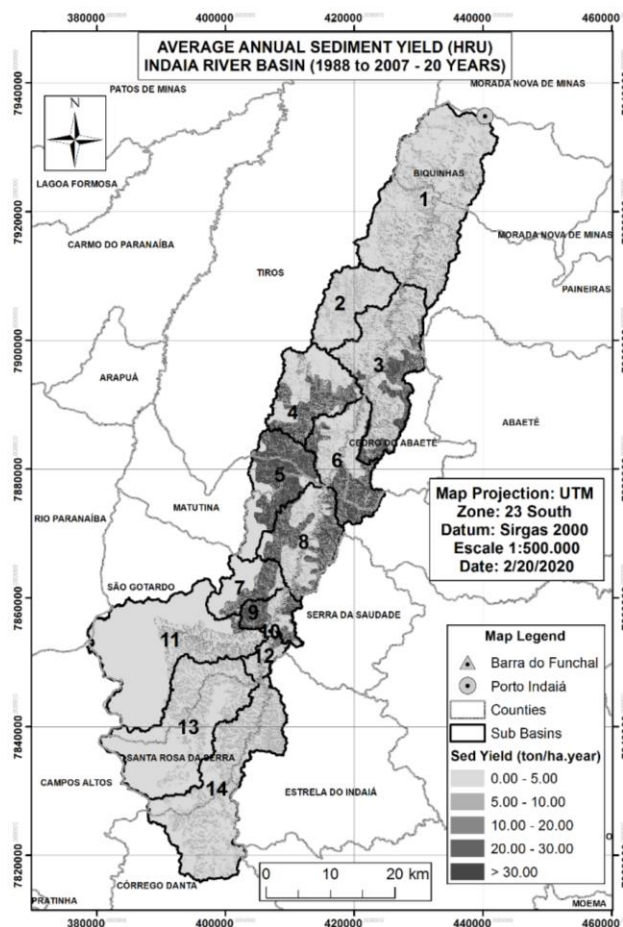 380000 400000 420000 440000 460000
AVERAGE ANNUAL SEDIMENT YIELD (HRU)
INDAIA RIVER BASIN (1988 to 2007 - 20 YEARS)
7940000
PATOS DE MINAS
MORADA NOVA DE MINAS
N
BIQUINHAS
LAGOA FORMOSA
1
7920000
CARMO DO PARANAÍBA
MORADA NOVA DE MINAS
TIROS
PAINEIRAS
2
7900000
3
ARAPUÁ
4
ABAETÉ
CEDRO DO ABAETÉ
6
7880000
5
Map Projection: UTM
Zone: 23 South
Datum: Sirgas 2000
Escale 1:500.000
Date: 2/20/2020
MATUTINA
RIO PARANAÍBA
8
SÃO GOTARDO
7
7860000
9
SERRA DA SAUDADE
10
11
12
Map Legend
Barra do Funchal
Porto Indaiá
Counties
Sub Basins
Sed Yield (ton/ha.year)
0.00 - 5.00
5.00 - 10.00
10.00 - 20.00
20.00 - 30.00
> 30.00
7840000
13
SANTA ROSA DA SERRA
CAMPOS ALTOS
14
ESTRELA DO INDAIÁ
7820000
0 10 20 km
CÓRREGO DANTA
PRATINHA
MOEMA
380000 400000 420000 440000 460000